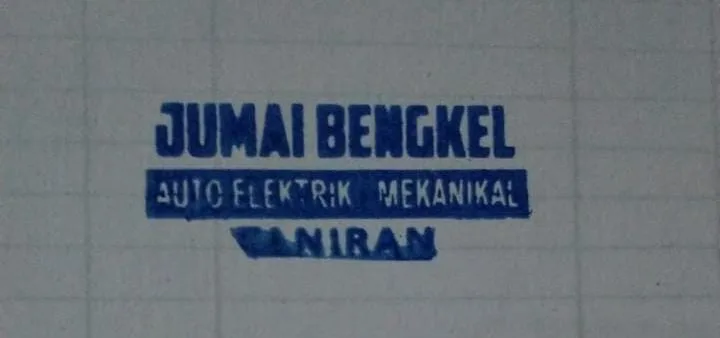 JUMAI BENGKEL
AUTO ELEKTRIK MEKANIKAL